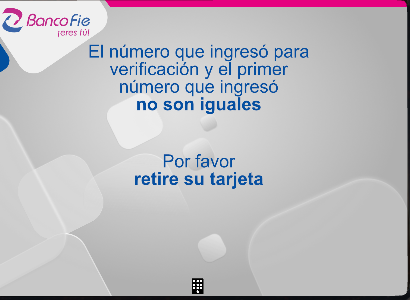 Banco Fie
¡eres tú!
El número que ingresó para
verificación y el primer
número que ingresó
no son iguales
Por favor
retire su tarjeta